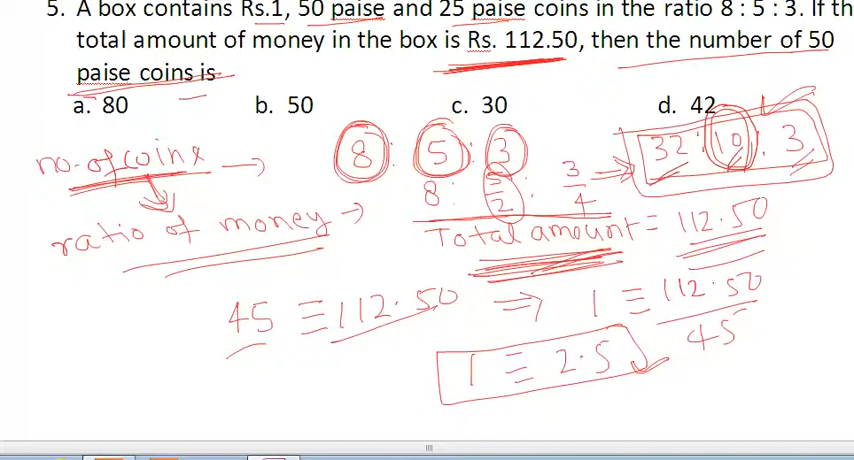 5. A box contains Rs.1, 50 paise and 25 paise coins in the ratio 8 : 5 : 3. If th
total amount of money in the box is Rs. 112.50, then the number of 50
paise coins is
a. 80 b. 50 c. 30 d. 42
no. of coins → 8 : 5 : 3
ratio of money → 8 : 5/2 : 3/4 ⇒ 32 : 10 : 3
Total amount = 112.50
45 ≡ 112.50 ⇒ 1 ≡ 112.50/45
1 ≡ 2.5